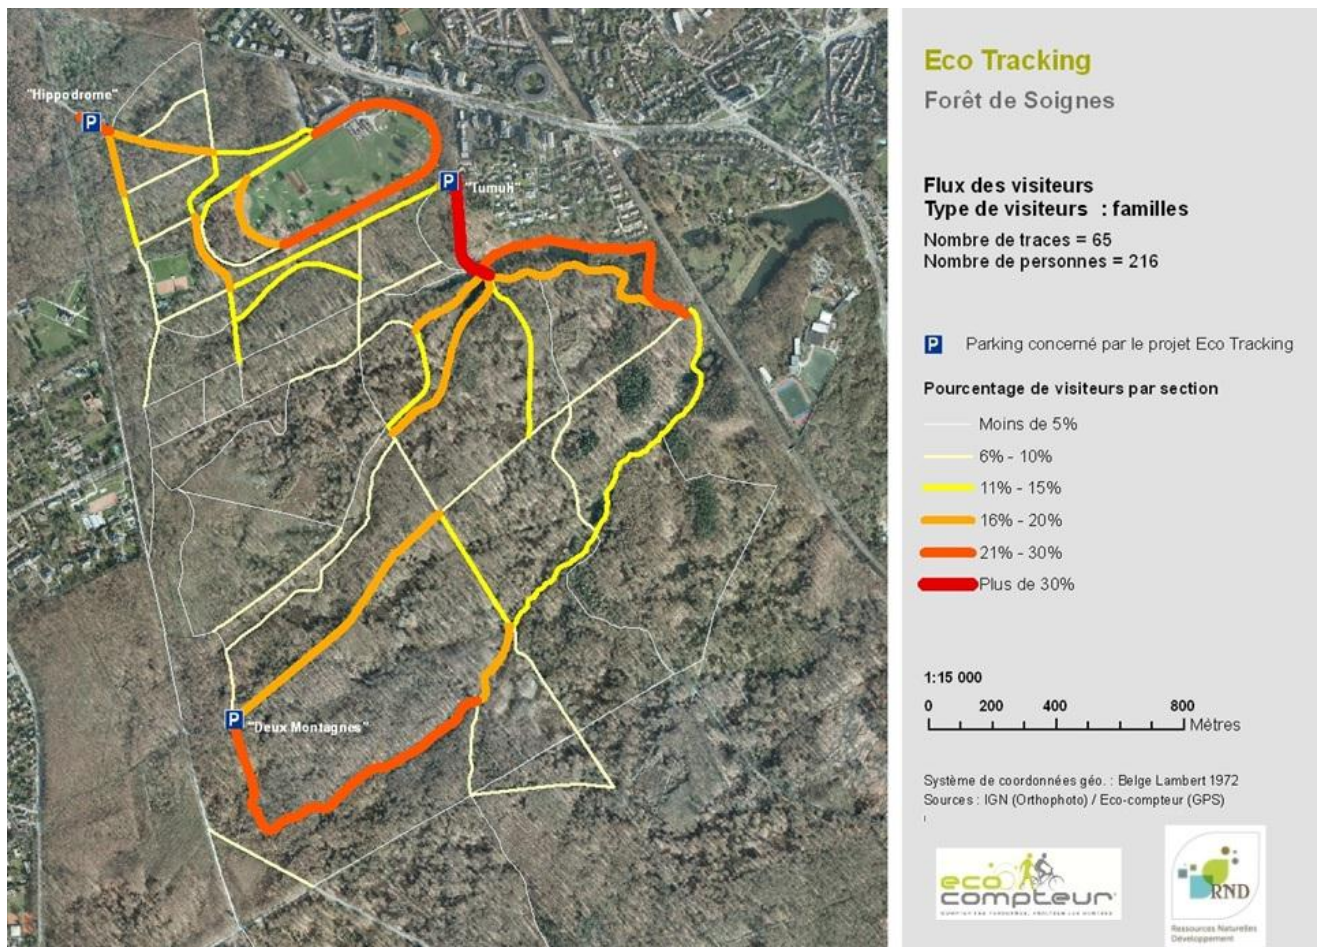 "Hippodrome"
P
P
"Tumuli"
P
"Deux Montagnes"
Eco Tracking
Forêt de Soignes
Flux des visiteurs
Type de visiteurs : familles
Nombre de traces = 65
Nombre de personnes = 216
P Parking concerné par le projet Eco Tracking
Pourcentage de visiteurs par section
Moins de 5%
6% - 10%
11% - 15%
16% - 20%
21% - 30%
Plus de 30%
1:15 000
0 200 400 800
Mètres
Système de coordonnées géo. : Belge Lambert 1972
Sources : IGN (Orthophoto) / Eco-compteur (GPS)
eco
compteur
RND
Ressources Naturelles
Développement